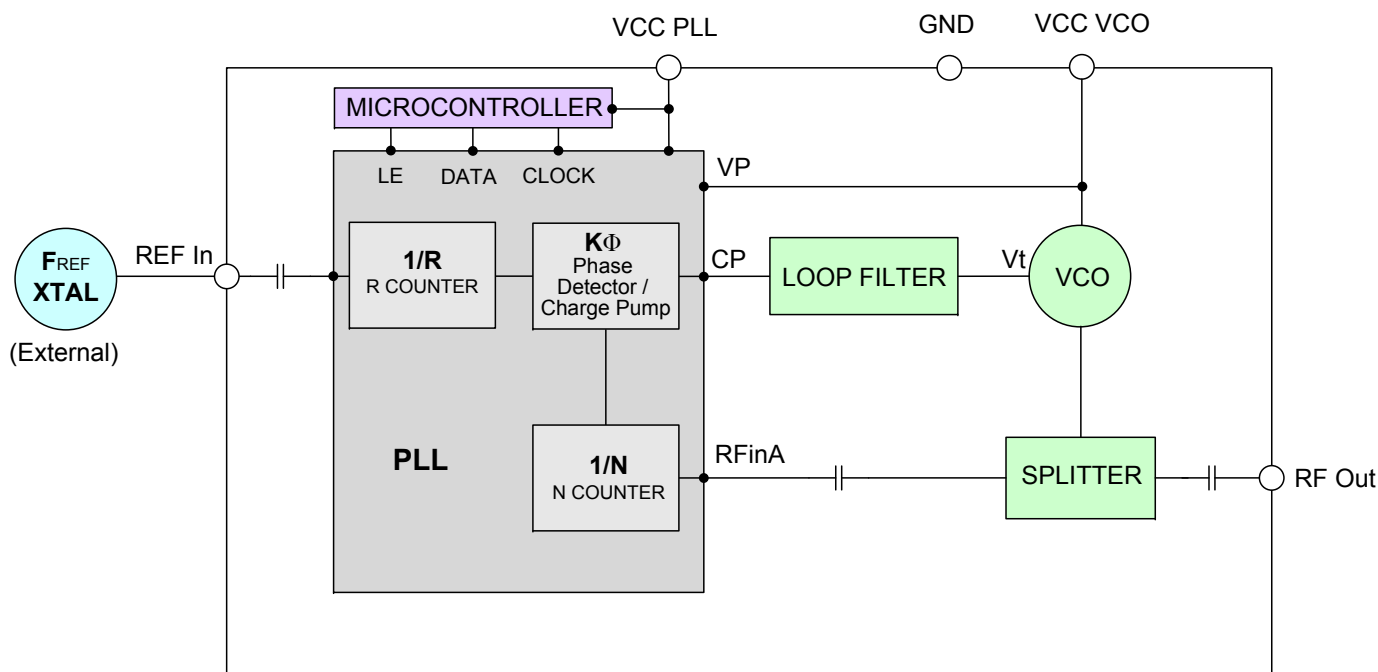 VCC PLL
GND
VCC VCO
MICROCONTROLLER
LE
DATA
CLOCK
VP
FREF
XTAL
(External)
REF In
1/R
R COUNTER
KΦ
Phase
Detector /
Charge Pump
CP
LOOP FILTER
Vt
VCO
PLL
1/N
N COUNTER
RFinA
SPLITTER
RF Out